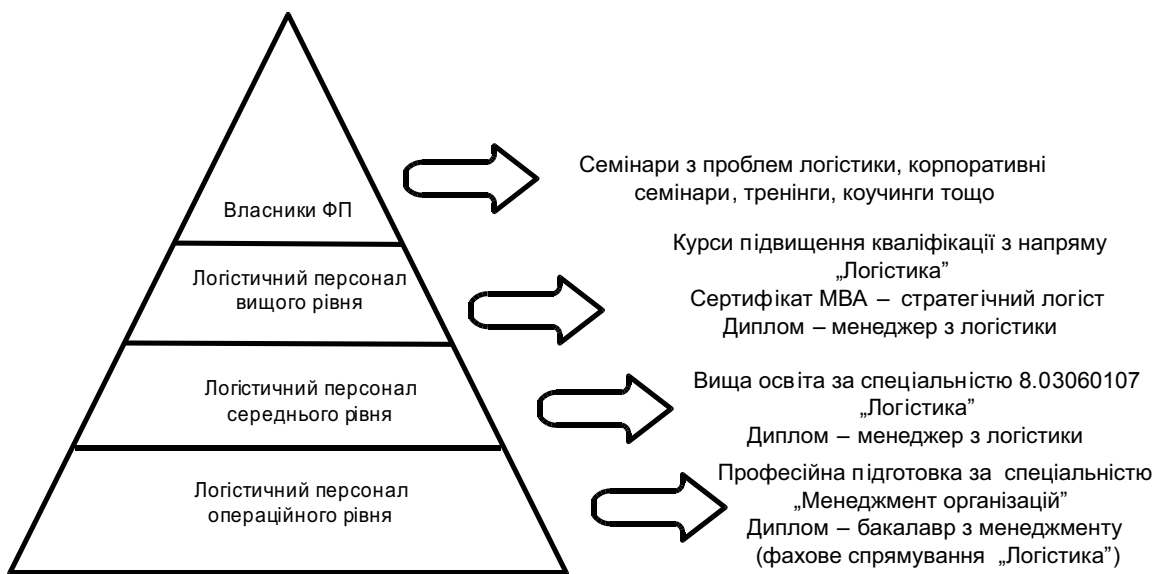 Власники ФП
Семінари з проблем логістики, корпоративні
семінари, тренінги, коучинги тощо
Логістичний персонал
вищого рівня
Курси підвищення кваліфікації з напряму
„Логістика”
Сертифікат МВА – стратегічний логіст
Диплом – менеджер з логістики
Логістичний персонал
середнього рівня
Вища освіта за спеціальністю 8.03060107
„Логістика”
Диплом – менеджер з логістики
Логістичний персонал
операційного рівня
Професійна підготовка за спеціальністю
„Менеджмент організацій”
Диплом – бакалавр з менеджменту
(фахове спрямування „Логістика”)